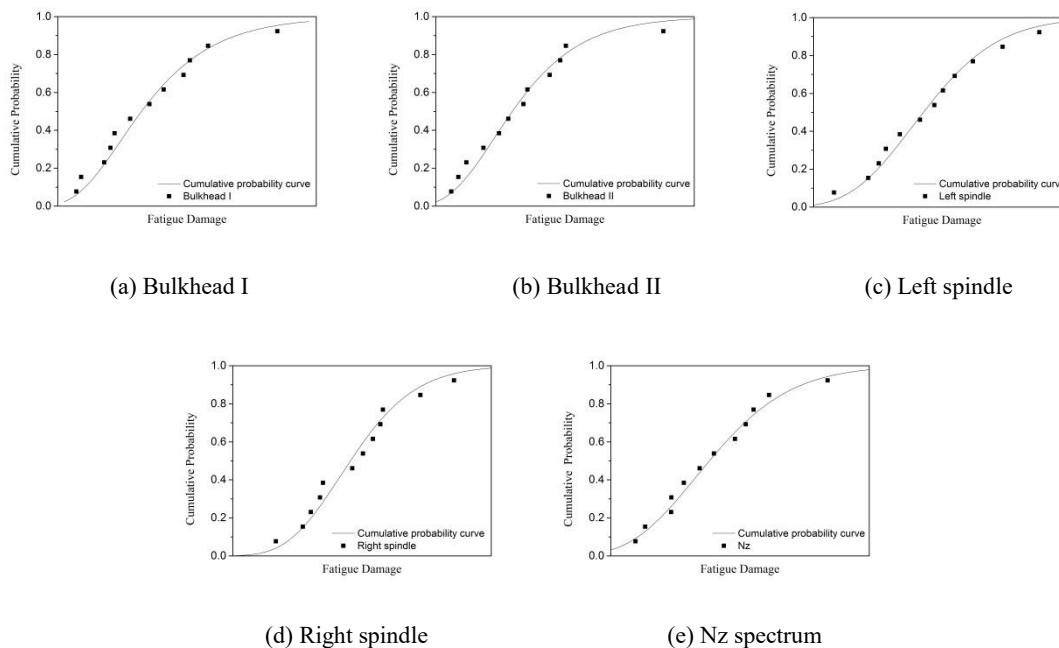 1.0
0.8
0.6
0.4
0.2
0.0
Cumulative Probability
Cumulative probability curve
Bulkhead I
Fatigue Damage
(a) Bulkhead I
1.0
0.8
0.6
0.4
0.2
0.0
Cumulative Probability
Cumulative probability curve
Bulkhead II
Fatigue Damage
(b) Bulkhead II
1.0
0.8
0.6
0.4
0.2
0.0
Cumulative Probability
Cumulative probability curve
Left spindle
Fatigue Damage
(c) Left spindle
1.0
0.8
0.6
0.4
0.2
0.0
Cumulative Probability
Cumulative probability curve
Right spindle
Fatigue Damage
(d) Right spindle
1.0
0.8
0.6
0.4
0.2
0.0
Cumulative Probability
Cumulative probability curve
Nz
Fatigue Damage
(e) Nz spectrum